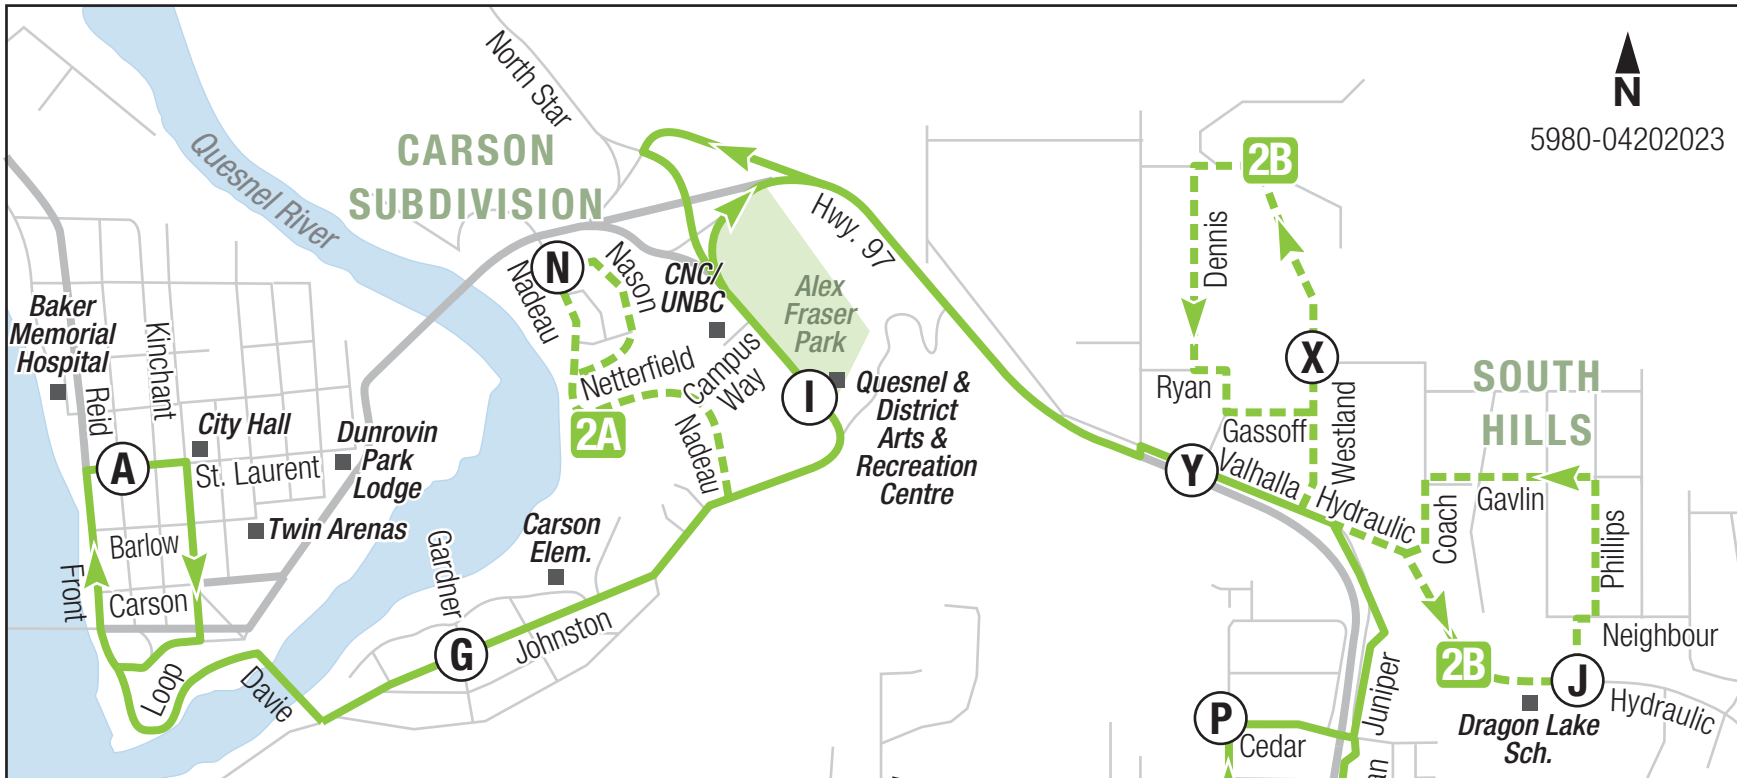 North Star
N
5980-04202023
CARSON
SUBDIVISION
Quesnel River
2B
Hwy. 97
Dennis
N
Nason
Nadeau
CNC/
UNBC
Alex
Fraser
Park
Baker
Memorial
Hospital
Kinchant
Reid
Netterfield
Campus
Way
I
Quesnel &
District
Arts &
Recreation
Centre
X
Ryan
Gassoff
Westland
SOUTH
HILLS
City Hall
Dunrovin
Park
Lodge
2A
Nadeau
A
St. Laurent
Y
Valhalla
Hydraulic
Coach
Gavlin
Phillips
Twin Arenas
Carson
Elem.
Barlow
Front
Carson
Gardner
G
Johnston
Loop
Davie
Neighbour
2B
J
Hydraulic
Dragon Lake
Sch.
Juniper
P
Cedar
an